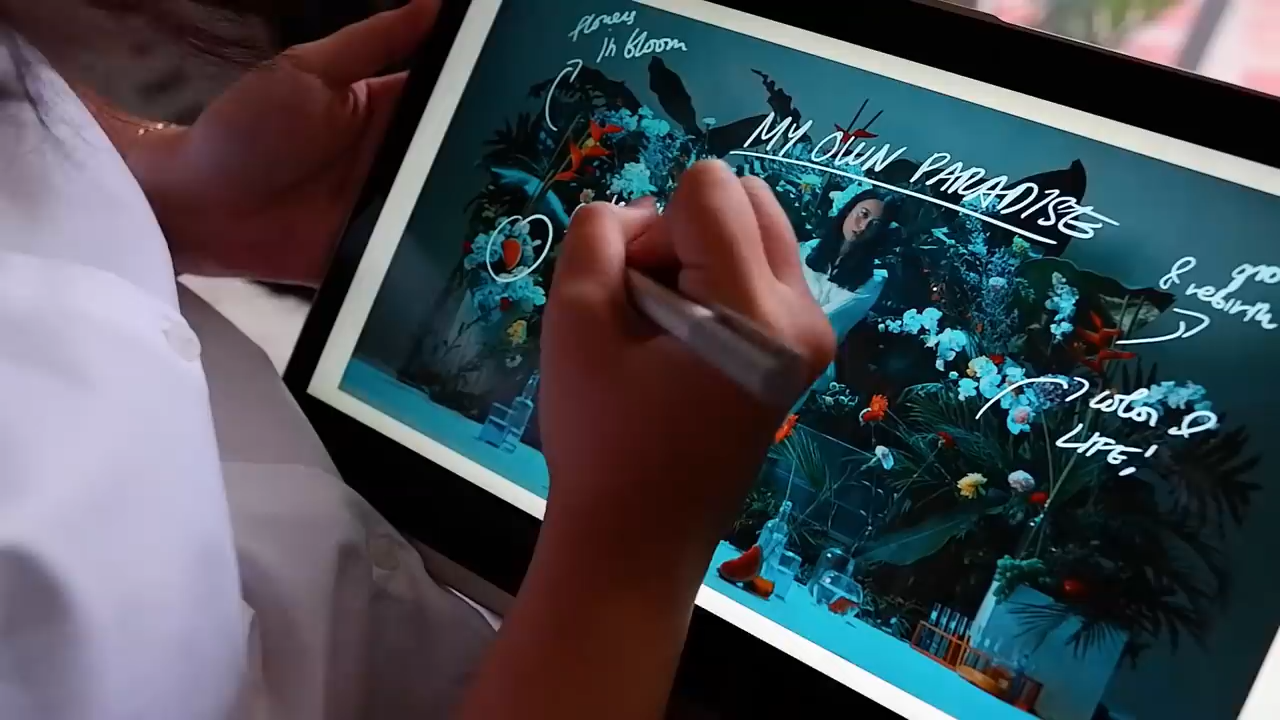 flowers
in bloom
MY OWN PARADISE
& rebirth
color &
LIFE!